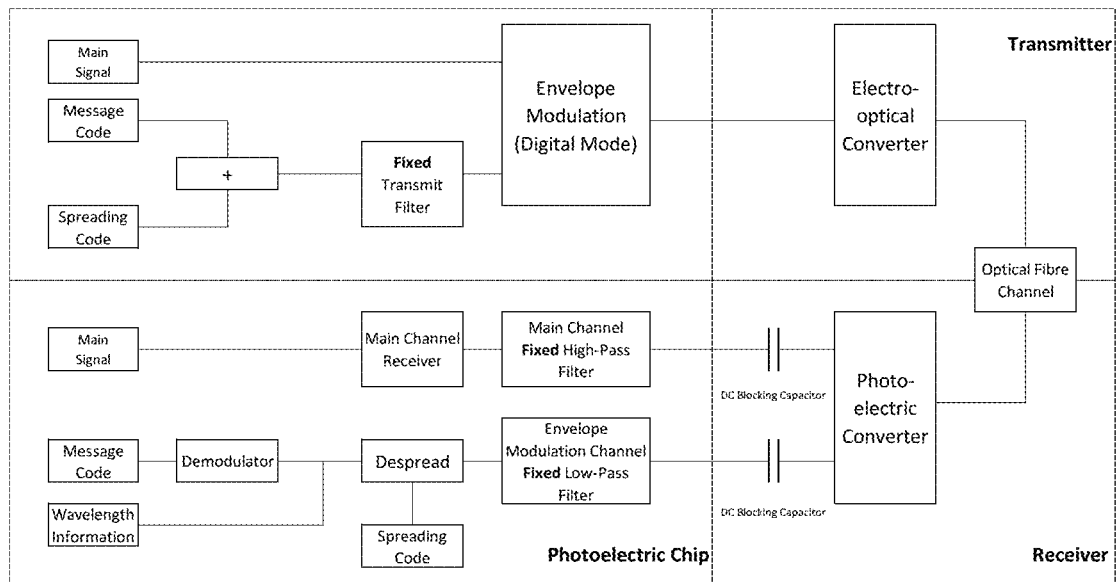 Transmitter
Main
Signal
Message
Code
+
Spreading
Code
Fixed
Transmit
Filter
Envelope
Modulation
(Digital Mode)
Electro-
optical
Converter
Optical Fibre
Channel
Main
Signal
Main Channel
Receiver
Main Channel
Fixed High-Pass
Filter
DC Blocking Capacitor
Photo-
electric
Converter
Message
Code
Demodulator
Despread
Envelope
Modulation Channel
Fixed Low-Pass
Filter
DC Blocking Capacitor
Wavelength
Information
Spreading
Code
Photoelectric Chip
Receiver